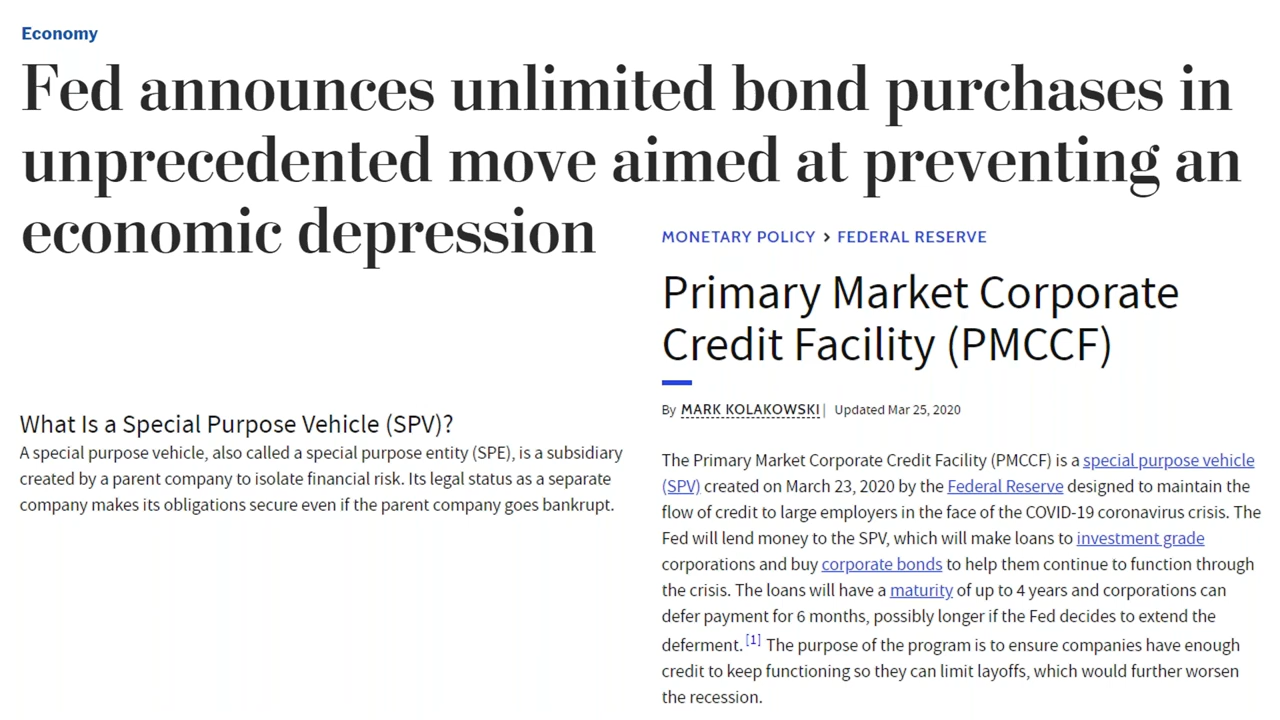 Economy
Fed announces unlimited bond purchases in
unprecedented move aimed at preventing an
economic depression
MONETARY POLICY > FEDERAL RESERVE
Primary Market Corporate
Credit Facility (PMCCF)
By MARK KOLAKOWSKI | Updated Mar 25, 2020
What Is a Special Purpose Vehicle (SPV)?
A special purpose vehicle, also called a special purpose entity (SPE), is a subsidiary
created by a parent company to isolate financial risk. Its legal status as a separate
company makes its obligations secure even if the parent company goes bankrupt.
The Primary Market Corporate Credit Facility (PMCCF) is a special purpose vehicle
(SPV) created on March 23, 2020 by the Federal Reserve designed to maintain the
flow of credit to large employers in the face of the COVID-19 coronavirus crisis. The
Fed will lend money to the SPV, which will make loans to investment grade
corporations and buy corporate bonds to help them continue to function through
the crisis. The loans will have a maturity of up to 4 years and corporations can
defer payment for 6 months, possibly longer if the Fed decides to extend the
deferment. [1] The purpose of the program is to ensure companies have enough
credit to keep functioning so they can limit layoffs, which would further worsen
the recession.